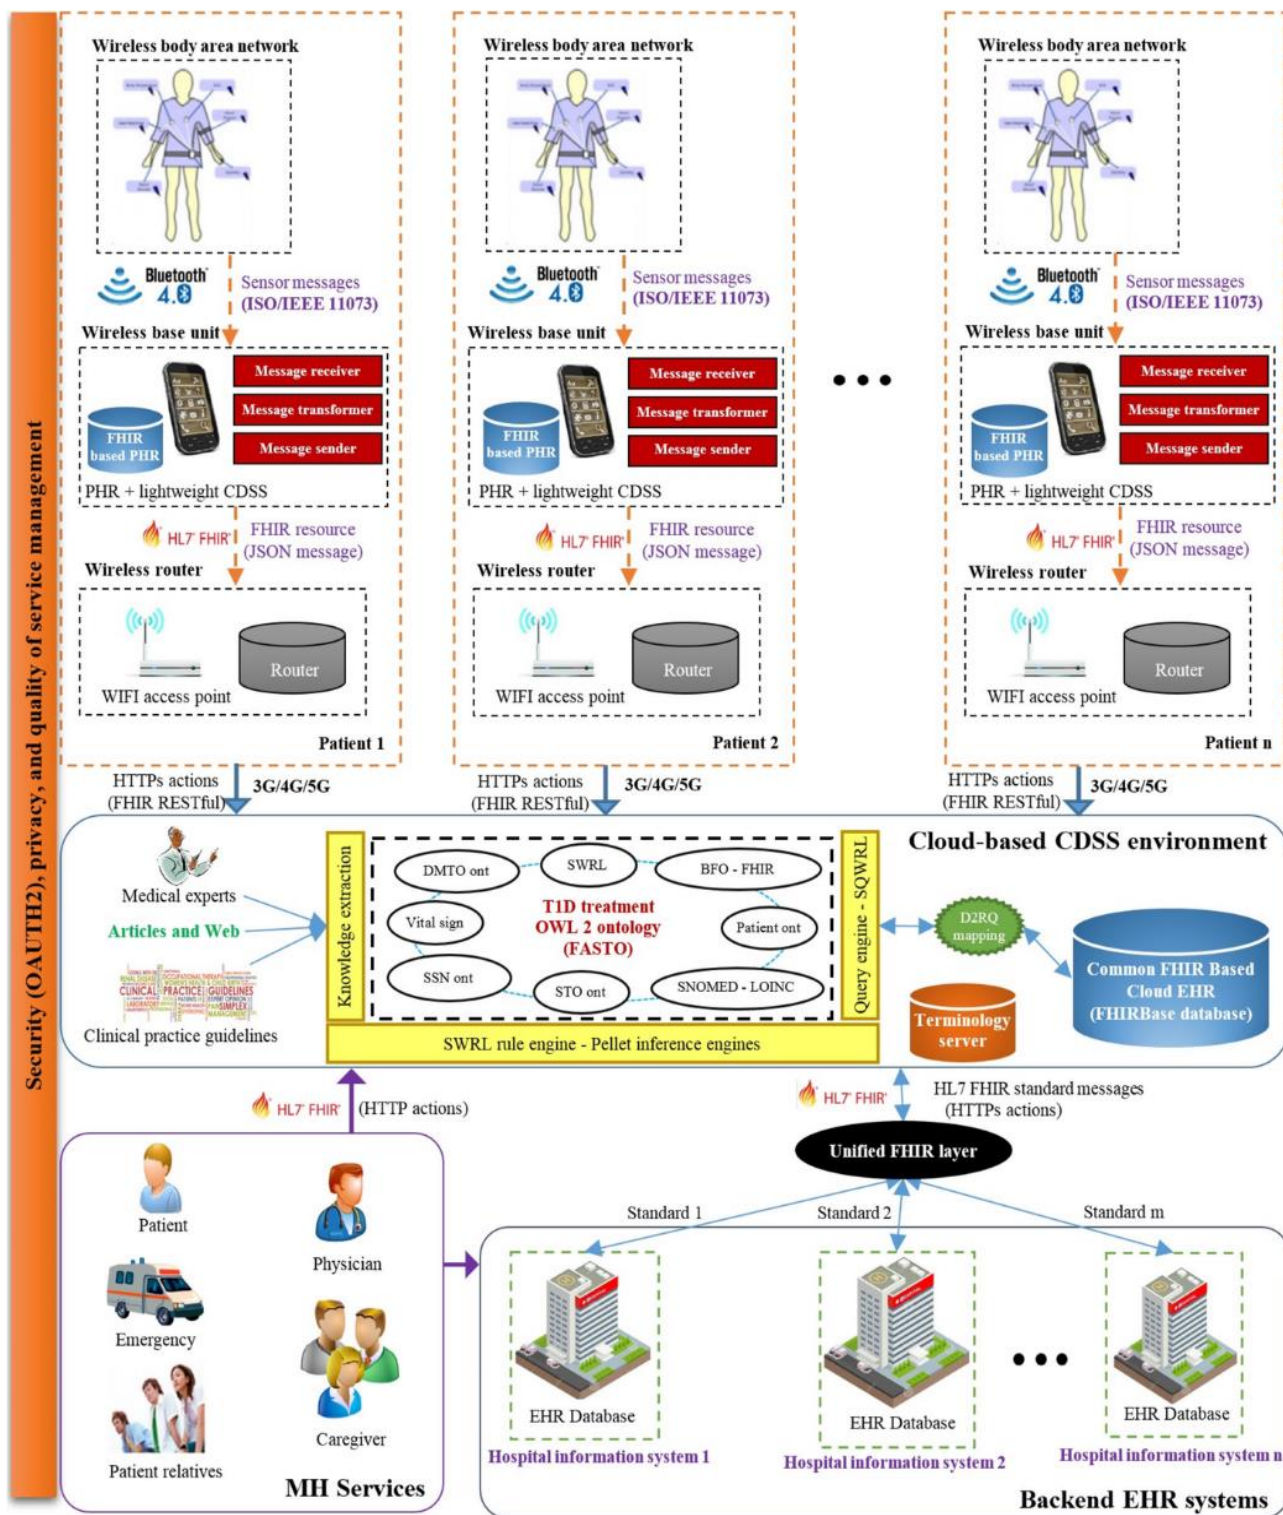 Security (OAUTH2), privacy, and quality of service management
Wireless body area network
Bluetooth
4.0
Sensor messages
(ISO/IEEE 11073)
Wireless base unit
Message receiver
Message transformer
Message sender
FHIR
based PHR
PHR + lightweight CDSS
HL7 FHIR
FHIR resource
(JSON message)
Wireless router
WIFI access point
Router
Patient 1
HTTPs actions
(FHIR RESTful)
3G/4G/5G
Wireless body area network
Bluetooth
4.0
Sensor messages
(ISO/IEEE 11073)
Wireless base unit
Message receiver
Message transformer
Message sender
FHIR
based PHR
PHR + lightweight CDSS
HL7 FHIR
FHIR resource
(JSON message)
Wireless router
WIFI access point
Router
Patient 2
HTTPs actions
(FHIR RESTful)
3G/4G/5G
Wireless body area network
Bluetooth
4.0
Sensor messages
(ISO/IEEE 11073)
Wireless base unit
Message receiver
Message transformer
Message sender
FHIR
based PHR
PHR + lightweight CDSS
HL7 FHIR
FHIR resource
(JSON message)
Wireless router
WIFI access point
Router
Patient n
HTTPs actions
(FHIR RESTful)
3G/4G/5G
Cloud-based CDSS environment
Medical experts
Articles and Web
CLINICAL PRACTICE GUIDELINES
Clinical practice guidelines
Knowledge extraction
DMTO ont
SWRL
BFO - FHIR
Vital sign
T1D treatment
OWL 2 ontology
(FASTO)
Patient ont
SSN ont
STO ont
SNOMED - LOINC
Query engine - SQWRL
SWRL rule engine - Pellet inference engines
D2RQ
mapping
Terminology
server
Common FHIR Based
Cloud EHR
(FHIRBase database)
HL7 FHIR
(HTTP actions)
HL7 FHIR
HL7 FHIR standard messages
(HTTPs actions)
Unified FHIR layer
Standard 1
Standard 2
Standard m
Patient
Physician
Emergency
Caregiver
Patient relatives
MH Services
EHR Database
Hospital information system 1
EHR Database
Hospital information system 2
EHR Database
Hospital information system n
Backend EHR systems